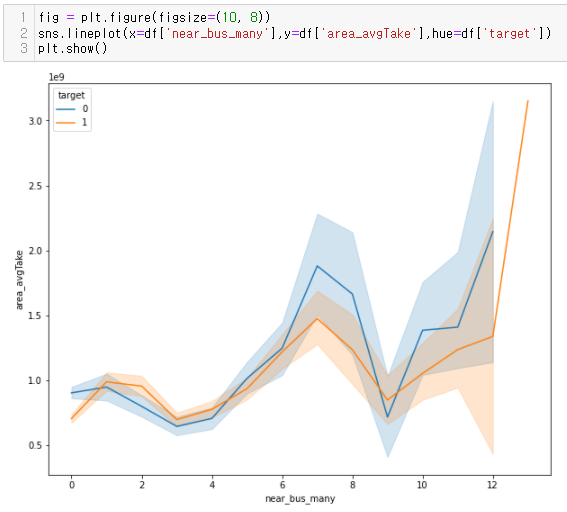 1 fig = plt.figure(figsize=(10, 8))
2 sns.lineplot(x=df['near_bus_many'],y=df['area_avgTake'],hue=df['target'])
3 plt.show()
1e9
target
0
1
3.0
2.5
2.0
1.5
1.0
0.5
area_avgTake
0 2 4 6 8 10 12
near_bus_many